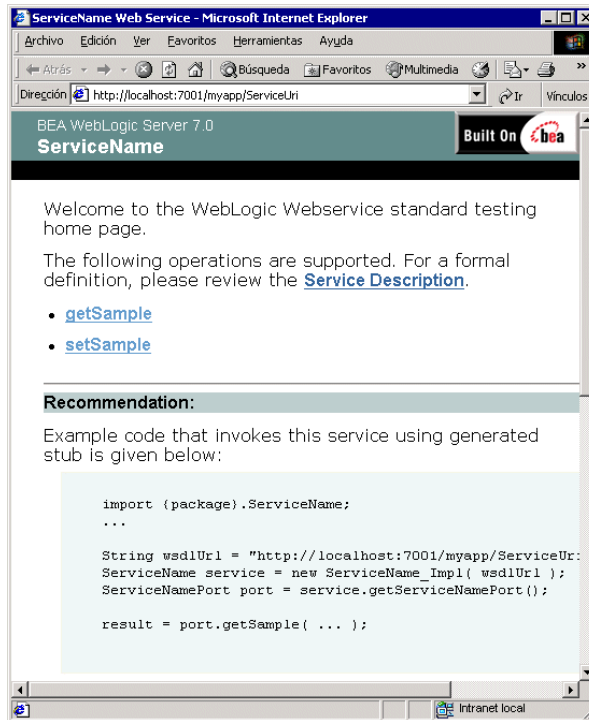 ServiceName Web Service - Microsoft Internet Explorer
Archivo Edición Ver Favoritos Herramientas Ayuda
Atrás Búsqueda Favoritos Multimedia »
Dirección http://localhost:7001/myapp/ServiceUri Ir Vínculos
BEA WebLogic Server 7.0
ServiceName
Built On bea
Welcome to the WebLogic Webservice standard testing
home page.
The following operations are supported. For a formal
definition, please review the Service Description.
• getSample
• setSample
Recommendation:
Example code that invokes this service using generated
stub is given below:
import {package}.ServiceName;
...
String wsdlUrl = "http://localhost:7001/myapp/ServiceUri
ServiceName service = new ServiceName_Impl( wsdlUrl );
ServiceNamePort port = service.getServiceNamePort();
result = port.getSample( ... );
Intranet local